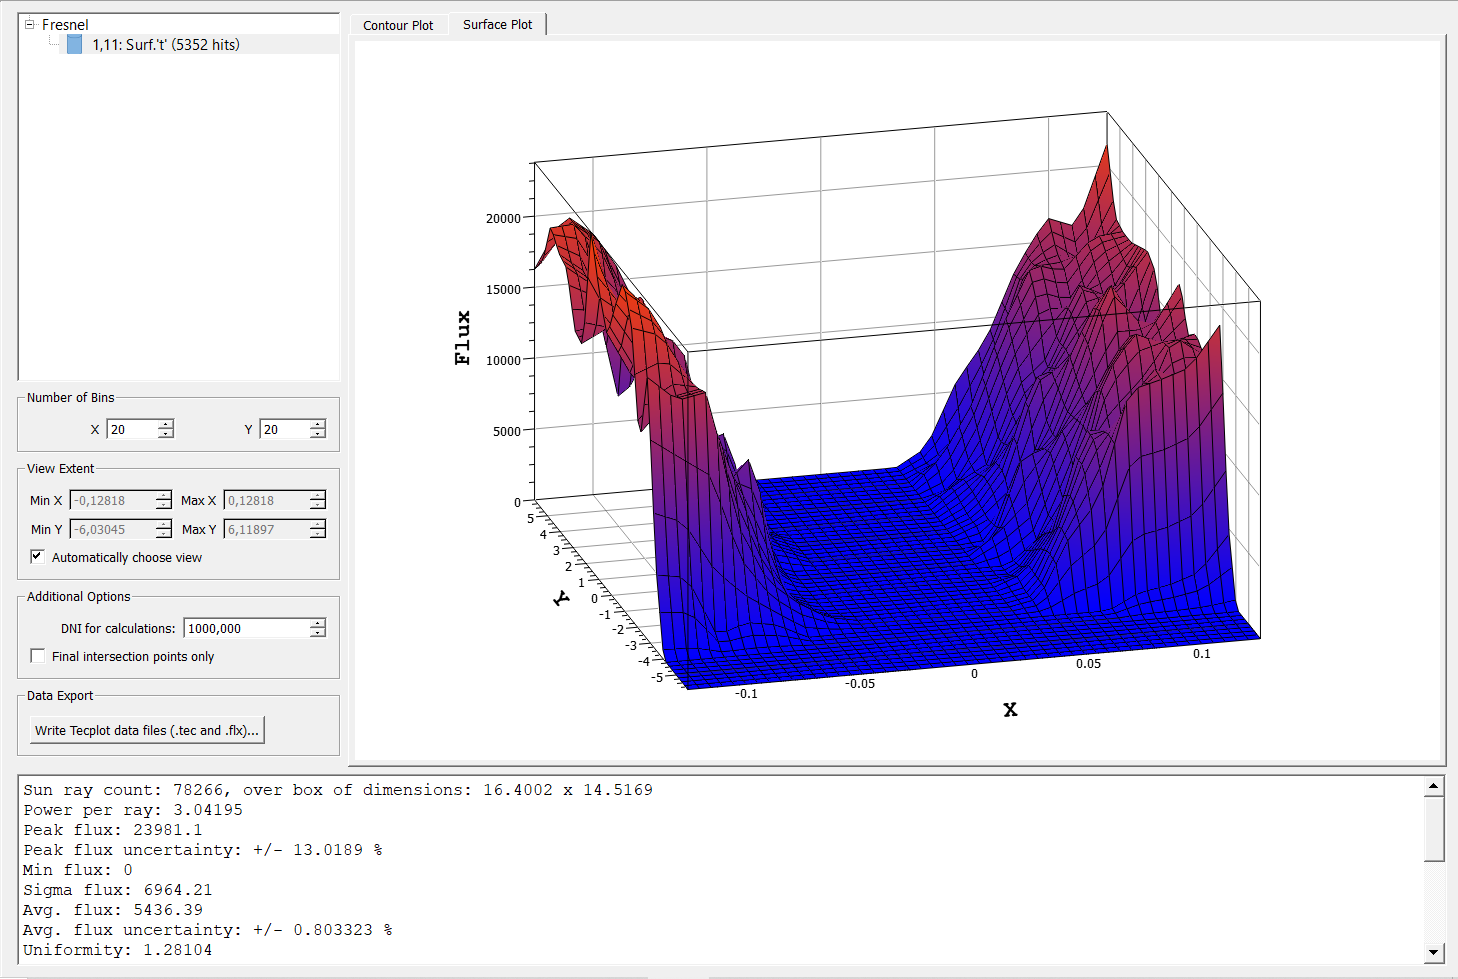 Fresnel
1,11: Surf.'t' (5352 hits)
Number of Bins
X 20 Y 20
View Extent
Min X -0,12818 Max X 0,12818
Min Y -6,03045 Max Y 6,11897
Automatically choose view
Additional Options
DNI for calculations: 1000,000
Final intersection points only
Data Export
Write Tecplot data files (.tec and .flx)...
Contour Plot Surface Plot
Flux
20000
15000
10000
5000
0
5
4
3
2
1
0
-1
-2
-3
-4
-5
Y
-0.1
-0.05
0
0.05
0.1
X
Sun ray count: 78266, over box of dimensions: 16.4002 x 14.5169
Power per ray: 3.04195
Peak flux: 23981.1
Peak flux uncertainty: +/- 13.0189 %
Min flux: 0
Sigma flux: 6964.21
Avg. flux: 5436.39
Avg. flux uncertainty: +/- 0.803323 %
Uniformity: 1.28104